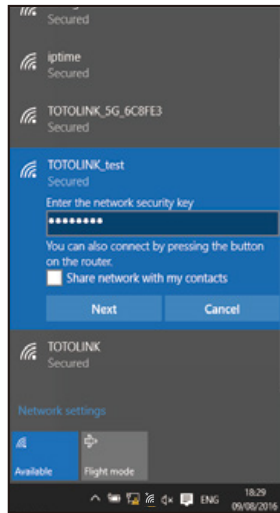 iptime
Secured
TOTOLINK_5G_6C8FE3
Secured
TOTOLINK_test
Secured
Enter the network security key
••••••••
You can also connect by pressing the button
on the router.
Share network with my contacts
Next Cancel
TOTOLINK
Secured
Network settings
Available Flight mode
ENG 18:29
09/08/2016